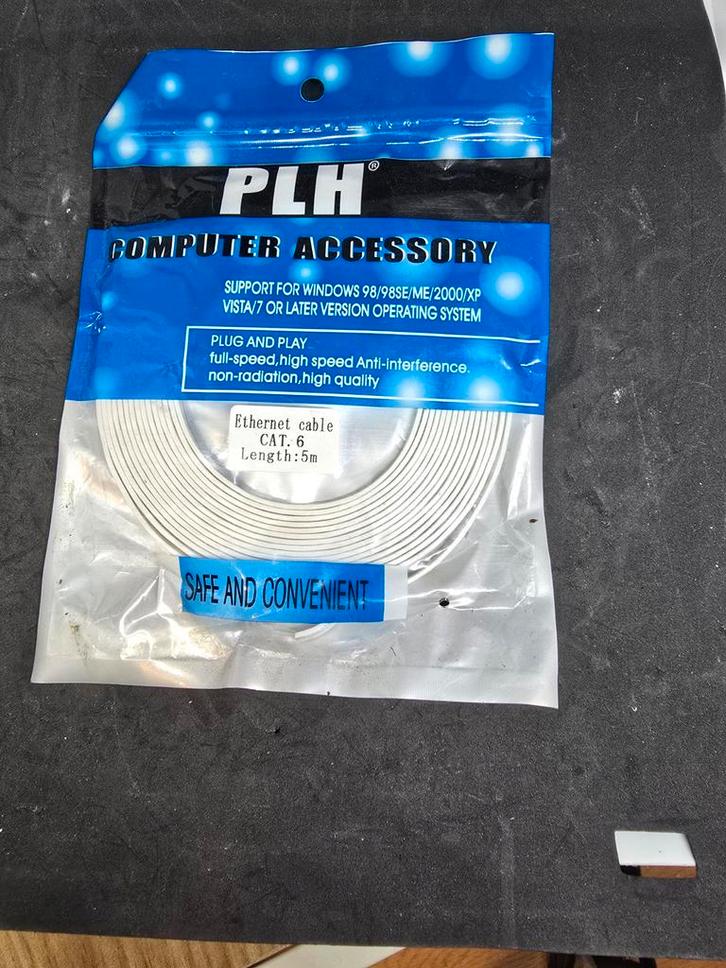 PLH®
COMPUTER ACCESSORY
SUPPORT FOR WINDOWS 98/98SE/ME/2000/XP
VISTA/7 OR LATER VERSION OPERATING SYSTEM
PLUG AND PLAY
full-speed,high speed Anti-interference.
non-radiation,high quality
Ethernet cable
CAT.6
Length:5m
SAFE AND CONVENIENT